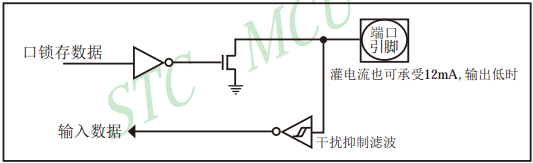 STC MCU
口锁存数据
端口
引脚
灌电流也可承受12mA, 输出低时
输入数据
干扰抑制滤波